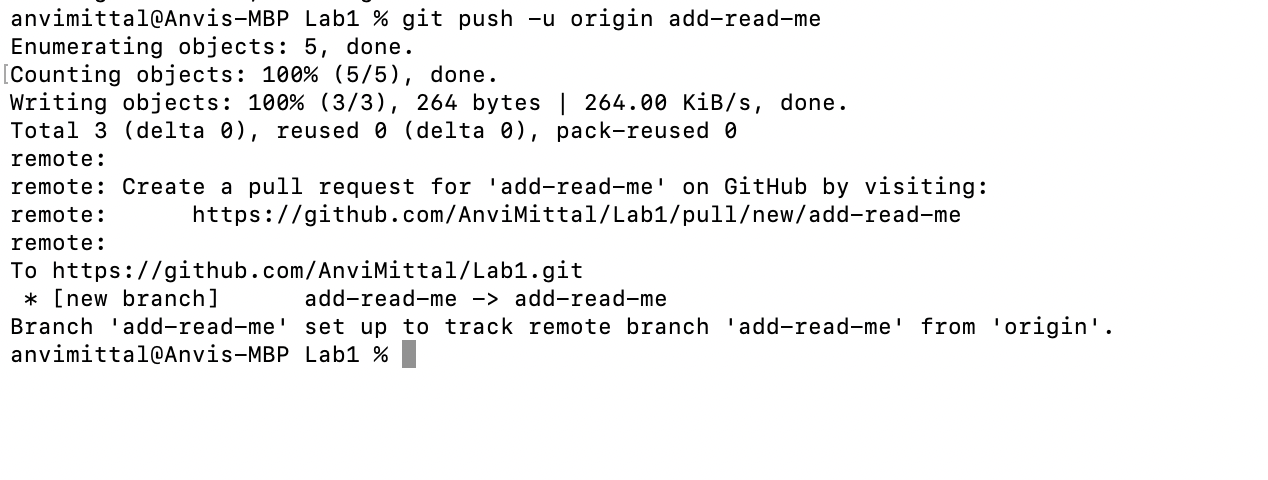 anvimittal@Anvis-MBP Lab1 % git push -u origin add-read-me
Enumerating objects: 5, done.
[Counting objects: 100% (5/5), done.
Writing objects: 100% (3/3), 264 bytes | 264.00 KiB/s, done.
Total 3 (delta 0), reused 0 (delta 0), pack-reused 0
remote:
remote: Create a pull request for 'add-read-me' on GitHub by visiting:
remote:      https://github.com/AnviMittal/Lab1/pull/new/add-read-me
remote:
To https://github.com/AnviMittal/Lab1.git
 * [new branch]      add-read-me -> add-read-me
Branch 'add-read-me' set up to track remote branch 'add-read-me' from 'origin'.
anvimittal@Anvis-MBP Lab1 %